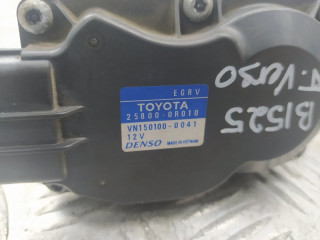 EGRV
TOYOTA
25800-0R010
VN150100-0041
12V
DENSO MADE IN VIETNAM
B1525
T. Verso